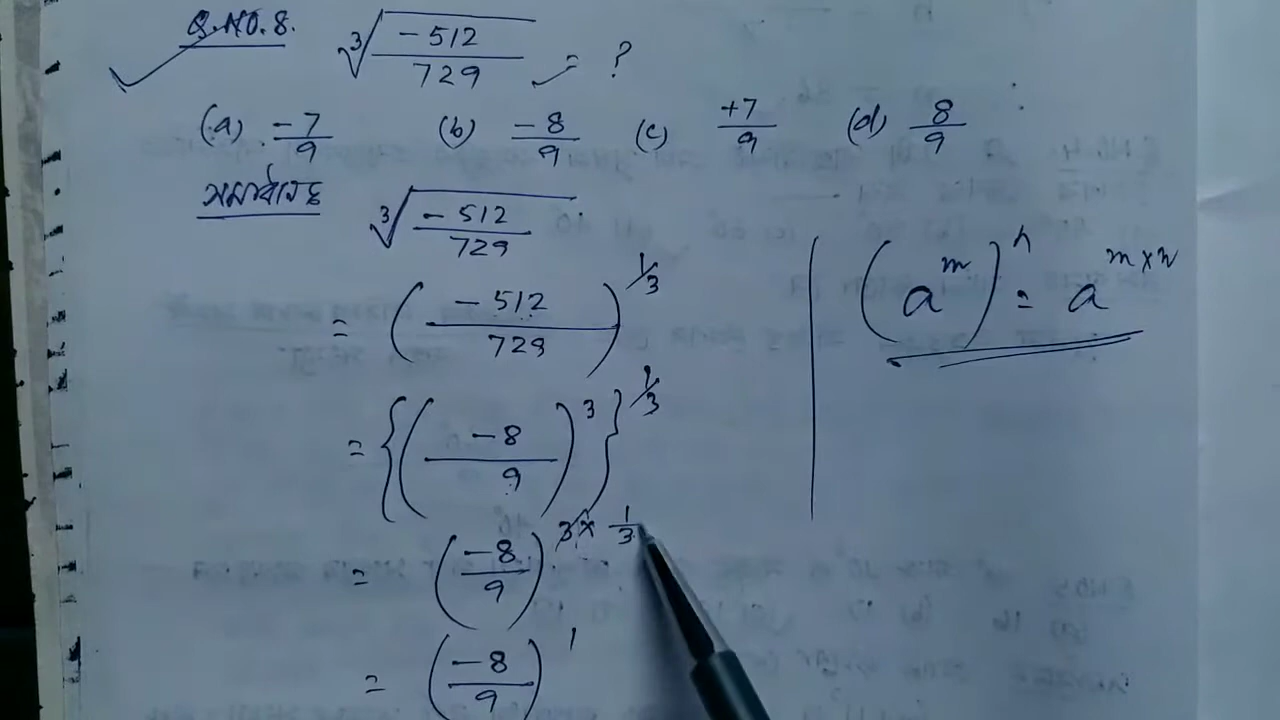 Q.NO.8. ∛(-512/729) = ?
(a) -7/9 (b) -8/9 (c) +7/9 (d) 8/9
∛(-512/729)
= (-512/729)^1/3
= {(-8/9)^3}^1/3
= (-8/9)^3×1/3
= (-8/9)^1
(a^m)^n = a^m×n